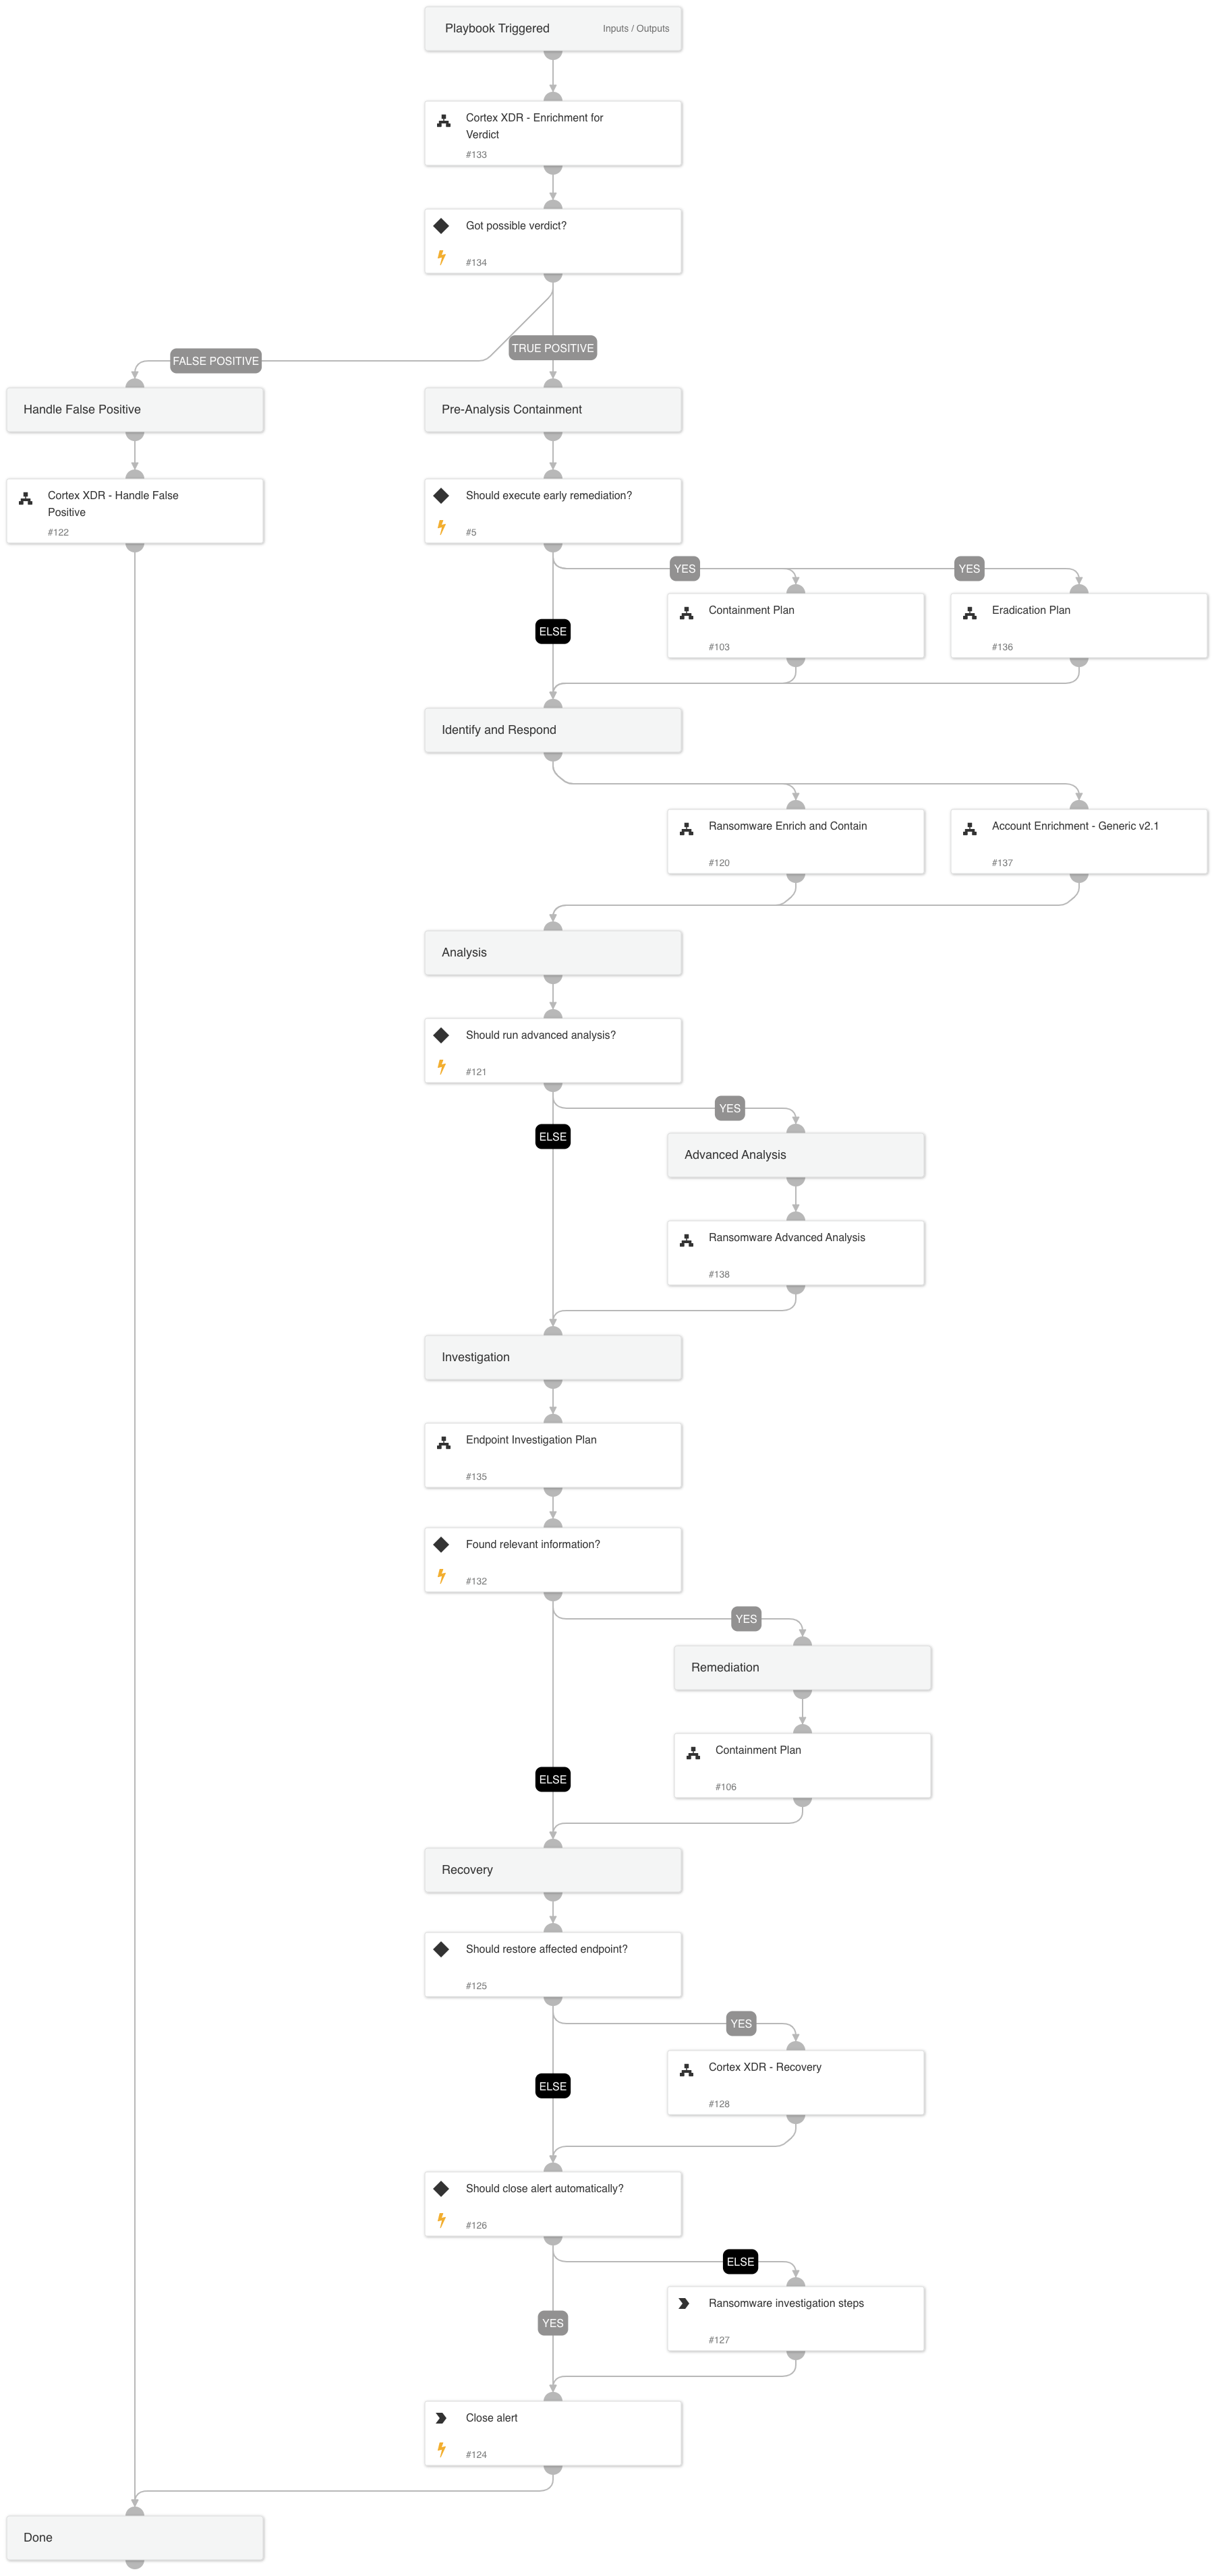 Playbook Triggered
Inputs / Outputs
Cortex XDR - Enrichment for
Verdict
#133
Got possible verdict?
#134
FALSE POSITIVE
TRUE POSITIVE
Handle False Positive
Pre-Analysis Containment
Cortex XDR - Handle False
Positive
#122
Should execute early remediation?
#5
YES
YES
ELSE
Containment Plan
#103
Eradication Plan
#136
Identify and Respond
Ransomware Enrich and Contain
#120
Account Enrichment - Generic v2.1
#137
Analysis
Should run advanced analysis?
#121
YES
ELSE
Advanced Analysis
Ransomware Advanced Analysis
#138
Investigation
Endpoint Investigation Plan
#135
Found relevant information?
#132
YES
Remediation
Containment Plan
#106
ELSE
Recovery
Should restore affected endpoint?
#125
YES
ELSE
Cortex XDR - Recovery
#128
Should close alert automatically?
#126
ELSE
YES
Ransomware investigation steps
#127
Close alert
#124
Done